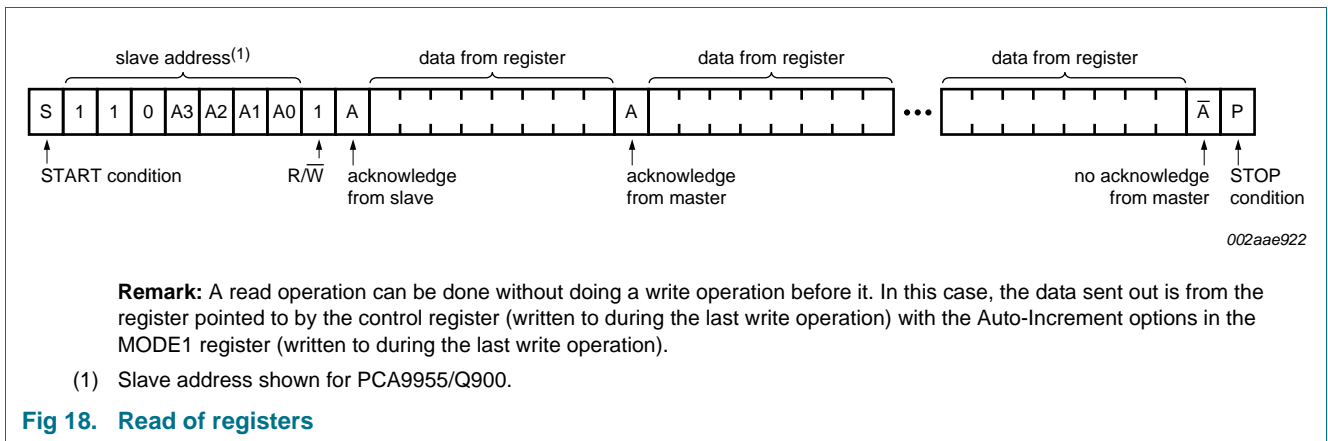 slave address(1) data from register data from register data from register
S 1 1 0 A3 A2 A1 A0 1 A A ••• A̅ P
START condition R/W̅ acknowledge from slave acknowledge from master no acknowledge from master STOP condition
002aae922
Remark: A read operation can be done without doing a write operation before it. In this case, the data sent out is from the
register pointed to by the control register (written to during the last write operation) with the Auto-Increment options in the
MODE1 register (written to during the last write operation).
(1) Slave address shown for PCA9955/Q900.
Fig 18. Read of registers